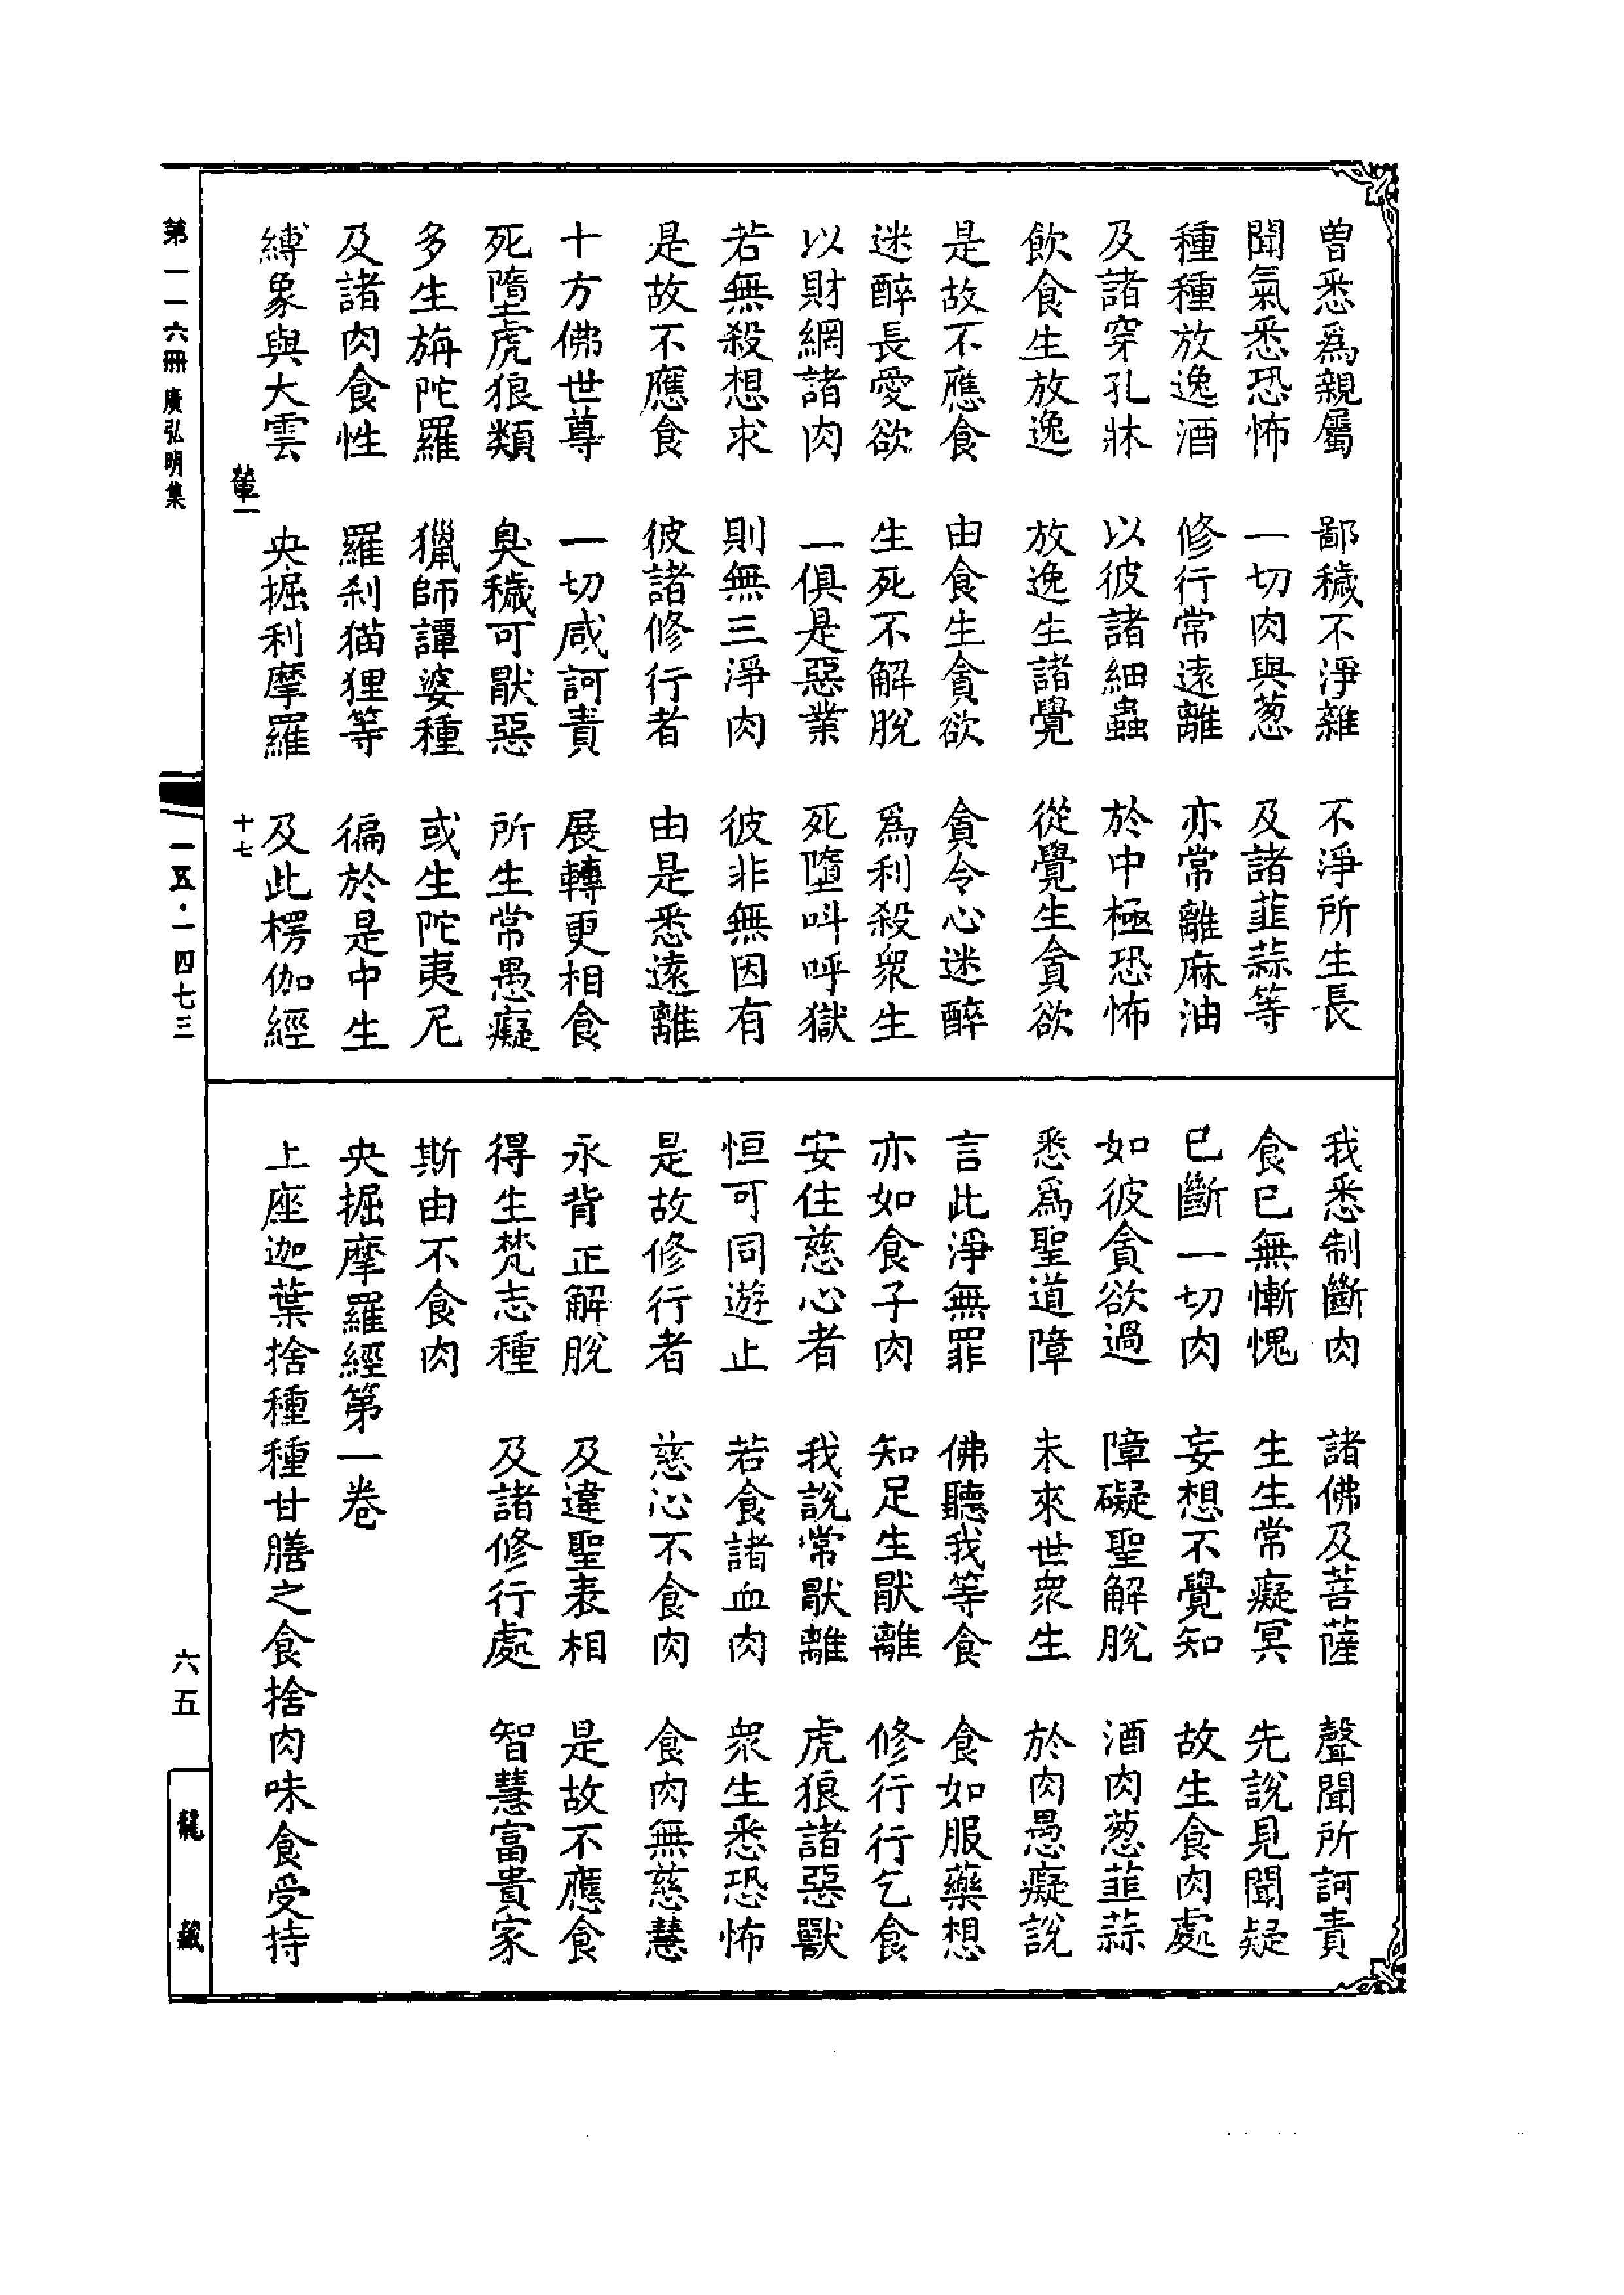 曽悉爲親屬　鄙穢不淨雜　不淨所生長
聞氣悉恐怖　一切肉與葱　及諸韮蒜等
種種放逸酒　修行常遠離　亦常離麻油
及諸穿孔牀　以彼諸細蟲　於中極恐怖
飲食生放逸　放逸生諸覺　從覺生貪欲
是故不應食　由食生貪欲　貪令心迷醉
迷醉長愛欲　生死不解脫　爲利殺衆生
以財網諸肉　一俱是惡業　死墮叫呼獄
若無殺想求　則無三淨肉　彼非無因有
是故不應食　彼諸修行者　由是悉遠離
十方佛世尊　一切咸訶責　展轉更相食
死墮虎狼類　臭穢可猒惡　所生常愚癡
多生旃陀羅　獵師譚婆種　或生陀夷尼
及諸肉食性　羅刹猫狸等　徧於是中生
縛象與大雲　央掘利摩羅　及此楞伽經
我悉制斷肉　諸佛及菩薩　聲聞所訶責
食已無慚愧　生生常癡冥　先說見聞疑
已斷一切肉　妄想不覺知　故生食肉處
如彼貪欲過　障礙聖解脫　酒肉葱韮蒜
悉爲聖道障　未來世衆生　於肉愚癡說
言此淨無罪　佛聽我等食　食如服藥想
亦如食子肉　知足生猒離　修行行乞食
安住慈心者　我說常猒離　虎狼諸惡獸
恒可同遊止　若食諸血肉　衆生悉恐怖
是故修行者　慈心不食肉　食肉無慈慧
永背正解脫　及違聖表相　是故不應食
得生梵志種　及諸修行處　智慧富貴家
斯由不食肉
央掘摩羅經第一卷
上座迦葉捨種種甘膳之食捨肉味食受持
十七
第一一六冊　廣弘明集
一五·一四七三
六五
龍藏